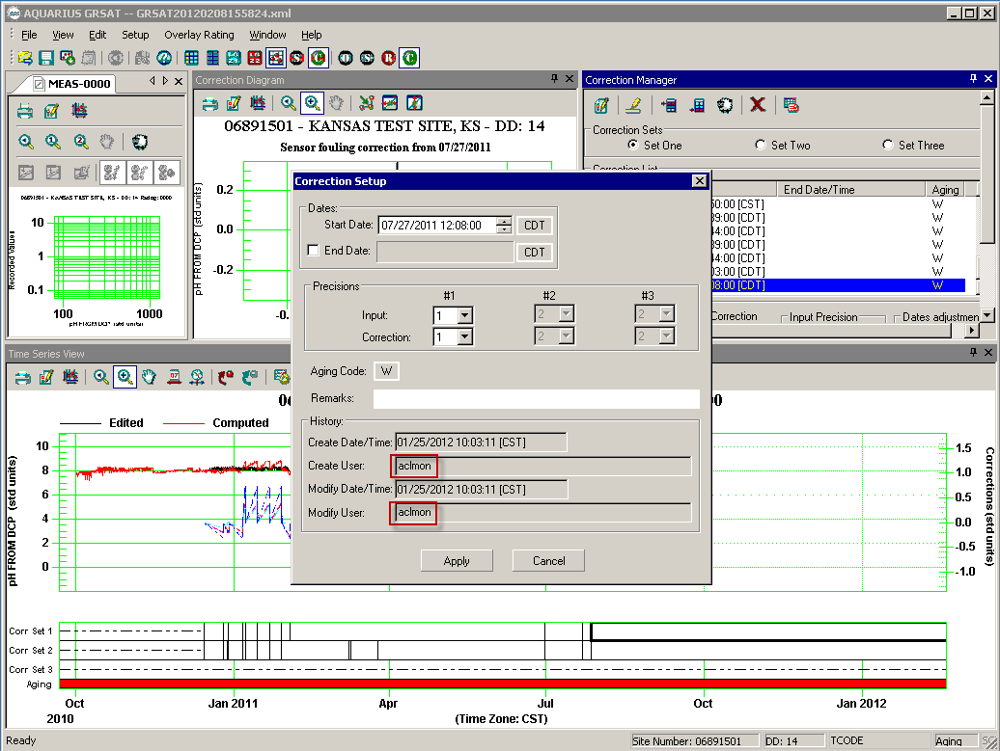 AQUARIUS GRSAT -- GRSAT20120208155824.xml
File View Edit Setup Overlay Rating Window Help
MEAS-0000
06891501 - KANSAS TEST SITE, KS - DD: 14 Rating: 0000
Recorded Values
10
1
0.1
100 1000
pH FROM DCP (std units)
Correction Diagram
06891501 - KANSAS TEST SITE, KS - DD: 14
Sensor fouling correction from 07/27/2011
pH FROM DCP (std units)
0.2
0.0
-0.2
-0.
Correction Manager
Correction Sets
Set One Set Two Set Three
Correction List
End Date/Time Aging
50:00 [CST] W
39:00 [CDT] W
44:00 [CDT] W
39:00 [CDT] W
44:00 [CDT] W
03:00 [CDT] W
08:00 [CDT] W
Correction Input Precision Dates adjustmen
Correction Setup
Dates:
Start Date: 07/27/2011 12:08:00 CDT
End Date: CDT
Precisions
#1 #2 #3
Input: 1 2 2
Correction: 1 2 2
Aging Code: W
Remarks:
History:
Create Date/Time: 01/25/2012 10:03:11 [CST]
Create User: aclmon
Modify Date/Time: 01/25/2012 10:03:11 [CST]
Modify User: aclmon
Apply Cancel
Time Series View
Edited Computed
pH FROM DCP (std units)
10
8
6
4
2
0
1.5
1.0
0.5
0.0
-0.5
-1.0
Corrections (std units)
Corr Set 1
Corr Set 2
Corr Set 3
Aging
Oct Jan 2011 Apr Jul Oct Jan 2012
2010
(Time Zone: CST)
Ready Site Number: 06891501 DD: 14 TCODE Aging